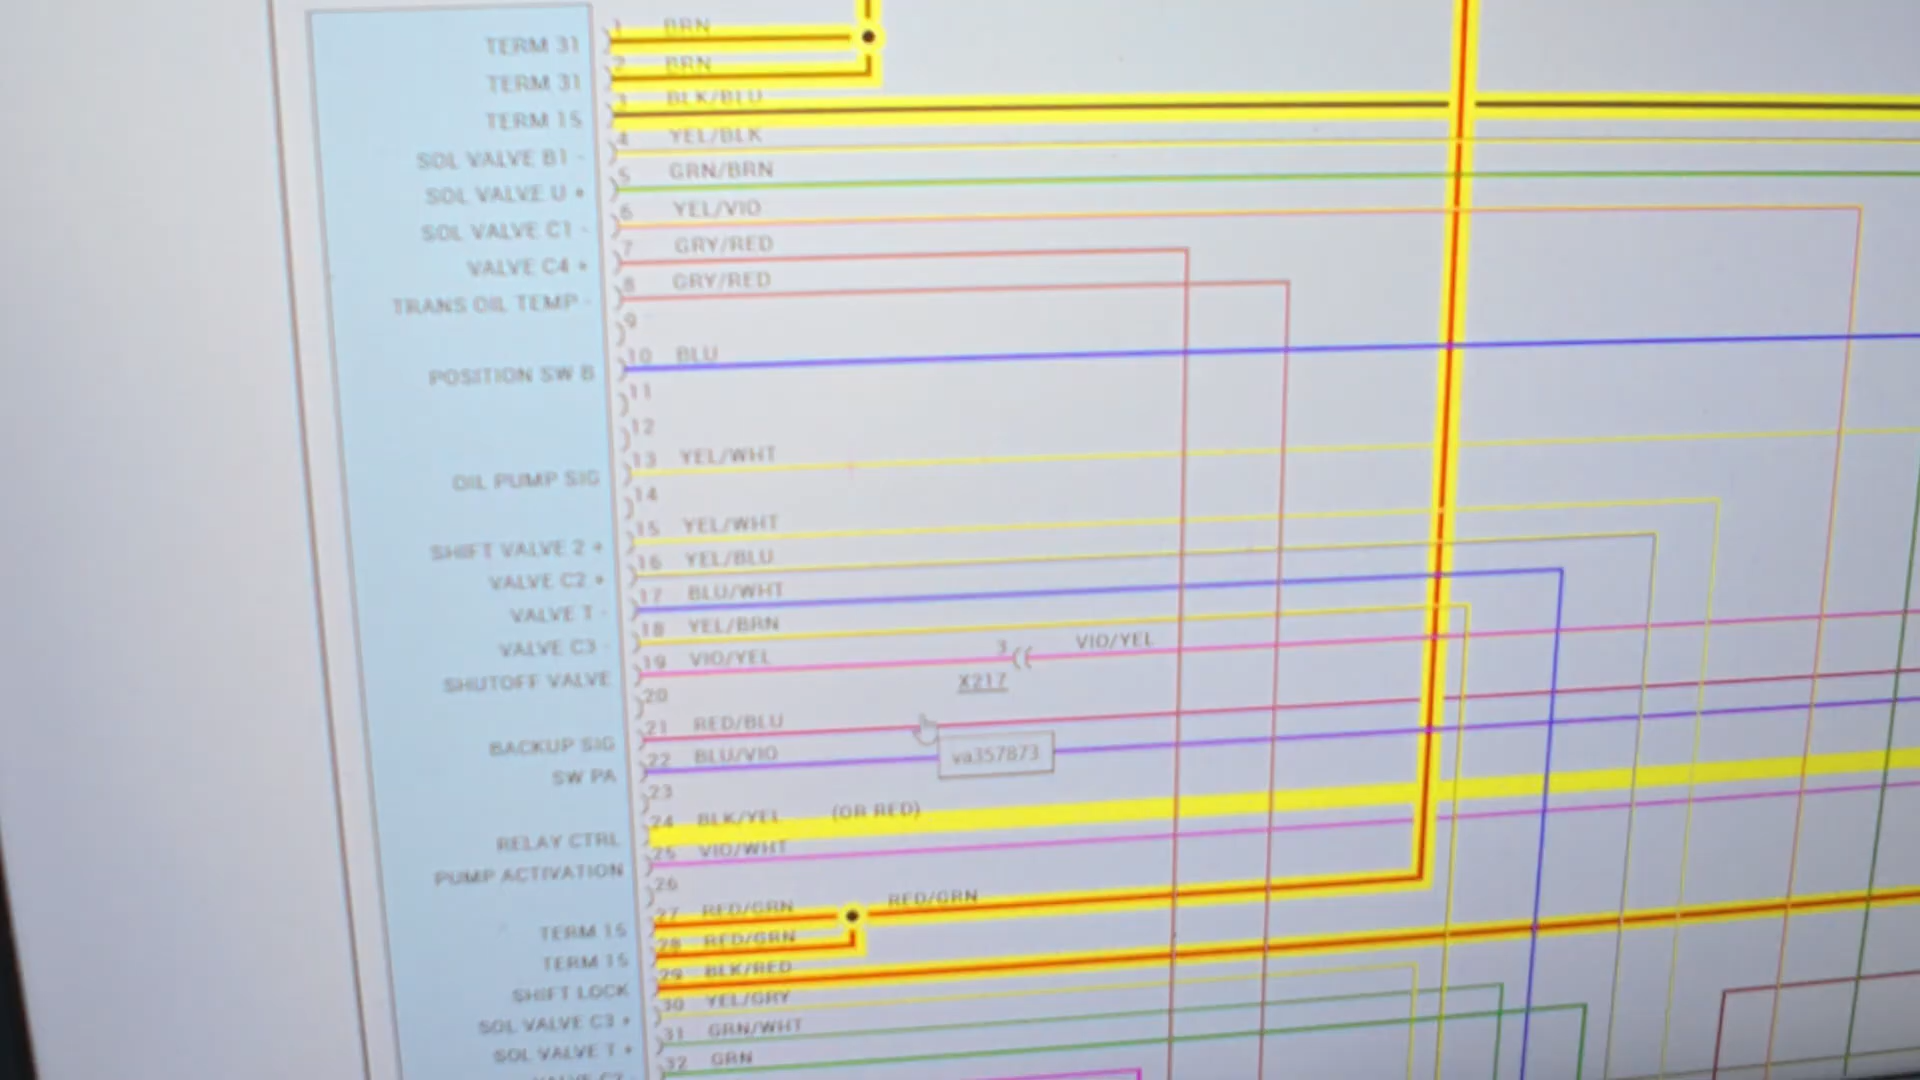 TERM 31 1 BRN
TERM 31 2 BRN
TERM 15 3 BLK/BLU
SOL VALVE B1 - 4 YEL/BLK
SOL VALVE U + 5 GRN/BRN
SOL VALVE C1 - 6 YEL/VIO
VALVE C4 + 7 GRY/RED
TRANS OIL TEMP - 8 GRY/RED
9
POSITION SW B 10 BLU
11
12
OIL PUMP SIG 13 YEL/WHT
14
SHIFT VALVE 2 + 15 YEL/WHT
VALVE C2 + 16 YEL/BLU
VALVE T - 17 BLU/WHT
VALVE C3 - 18 YEL/BRN
SHUTOFF VALVE 19 VIO/YEL 3 VIO/YEL
X217
20
BACKUP SIG 21 RED/BLU
SW PA 22 BLU/VIO va357873
23
RELAY CTRL 24 BLK/YEL (OR RED)
PUMP ACTIVATION 25 VIO/WHT
26
TERM 15 27 RED/GRN RED/GRN
TERM 15 28 RED/GRN
SHIFT LOCK 29 BLK/RED
SOL VALVE C3 + 30 YEL/GRY
SOL VALVE T + 31 GRN/WHT
32 GRN